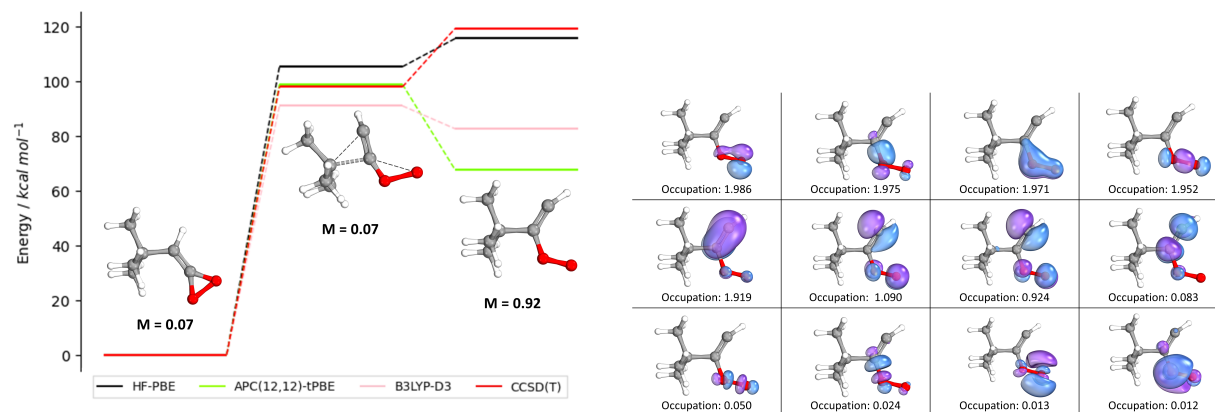 120
100
80
60
40
20
0
Energy / kcal mol⁻¹
M = 0.07
M = 0.07
M = 0.92
HF-PBE APC(12,12)-tPBE B3LYP-D3 CCSD(T)
Occupation: 1.986 Occupation: 1.975 Occupation: 1.971 Occupation: 1.952
Occupation: 1.919 Occupation: 1.090 Occupation: 0.924 Occupation: 0.083
Occupation: 0.050 Occupation: 0.024 Occupation: 0.013 Occupation: 0.012